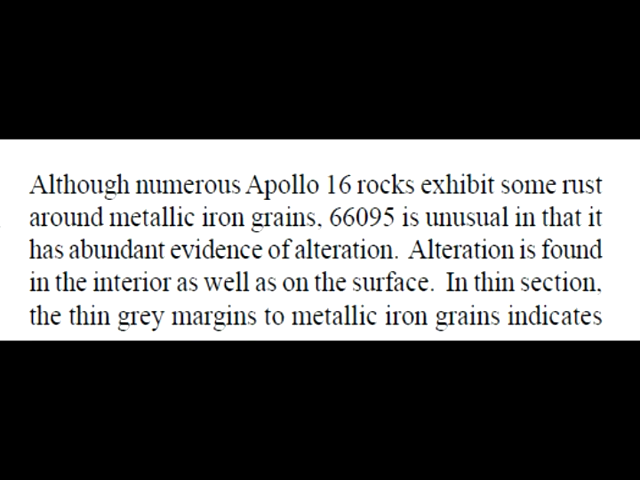 Although numerous Apollo 16 rocks exhibit some rust
around metallic iron grains, 66095 is unusual in that it
has abundant evidence of alteration. Alteration is found
in the interior as well as on the surface. In thin section,
the thin grey margins to metallic iron grains indicates